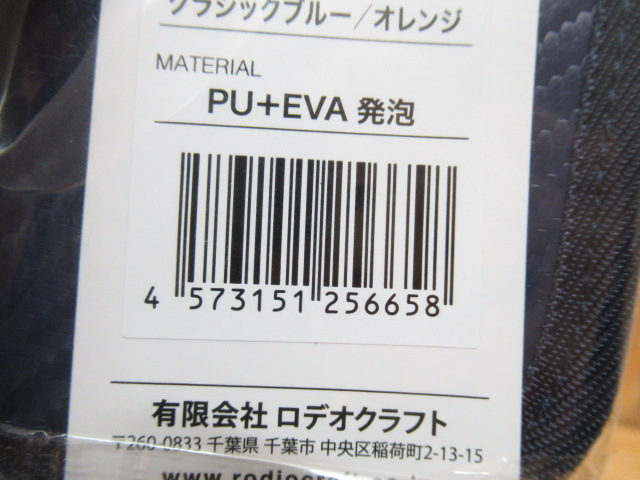 クラシックブルー/オレンジ
MATERIAL
PU+EVA 発泡
4 573151 256658
有限会社 ロデオクラフト
〒260-0833 千葉県 千葉市 中央区稲荷町2-13-15